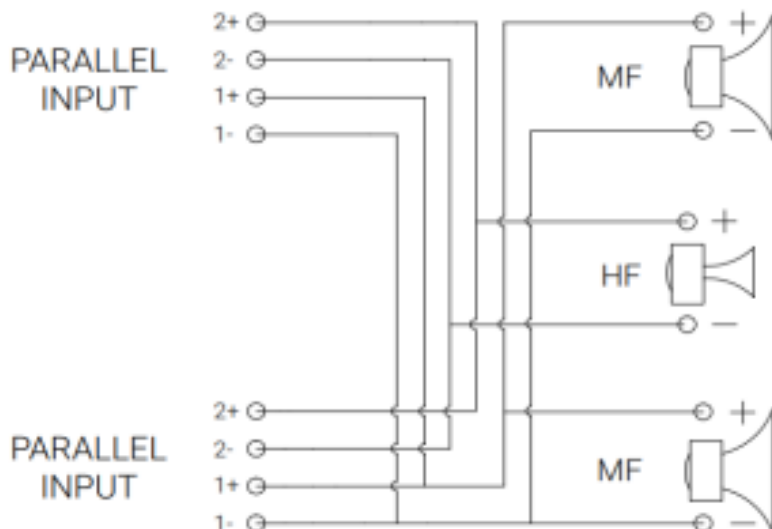 2+
PARALLEL
INPUT
2-
1+
1-
MF
+
−
+
HF
−
2+
PARALLEL
INPUT
2-
1+
1-
+
MF
−